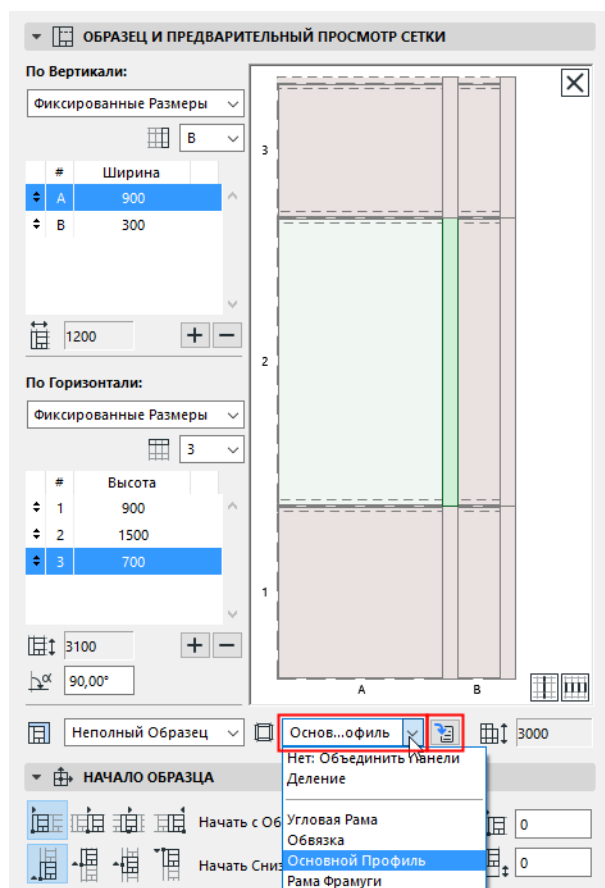 ОБРАЗЕЦ И ПРЕДВАРИТЕЛЬНЫЙ ПРОСМОТР СЕТКИ
По Вертикали:
Фиксированные Размеры
B
# Ширина
A 900
B 300
1200
По Горизонтали:
Фиксированные Размеры
3
# Высота
1 900
2 1500
3 700
3100
α 90,00°
3
2
1
A B
Неполный Образец
Основ...офиль
3000
Нет: Объединить Панели
Деление
Угловая Рама
Обвязка
Основной Профиль
Рама Фрамуги
НАЧАЛО ОБРАЗЦА
Начать с Об
0
Начать Сниз
0